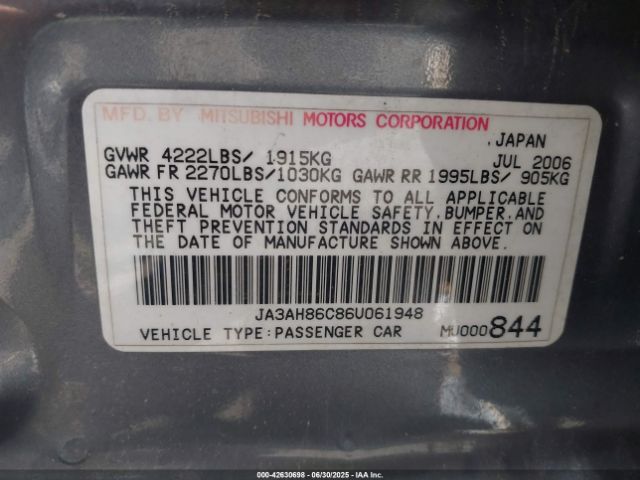 MFD. BY MITSUBISHI MOTORS CORPORATION
JAPAN
GVWR 4222LBS/ 1915KG JUL 2006
GAWR FR 2270LBS/1030KG GAWR RR 1995LBS/ 905KG
THIS VEHICLE CONFORMS TO ALL APPLICABLE
FEDERAL MOTOR VEHICLE SAFETY,BUMPER,AND
THEFT PREVENTION STANDARDS IN EFFECT ON
THE DATE OF MANUFACTURE SHOWN ABOVE.
JA3AH86C86U061948
VEHICLE TYPE:PASSENGER CAR MU000844
000-42630698 - 06/30/2025 - IAAI.COM